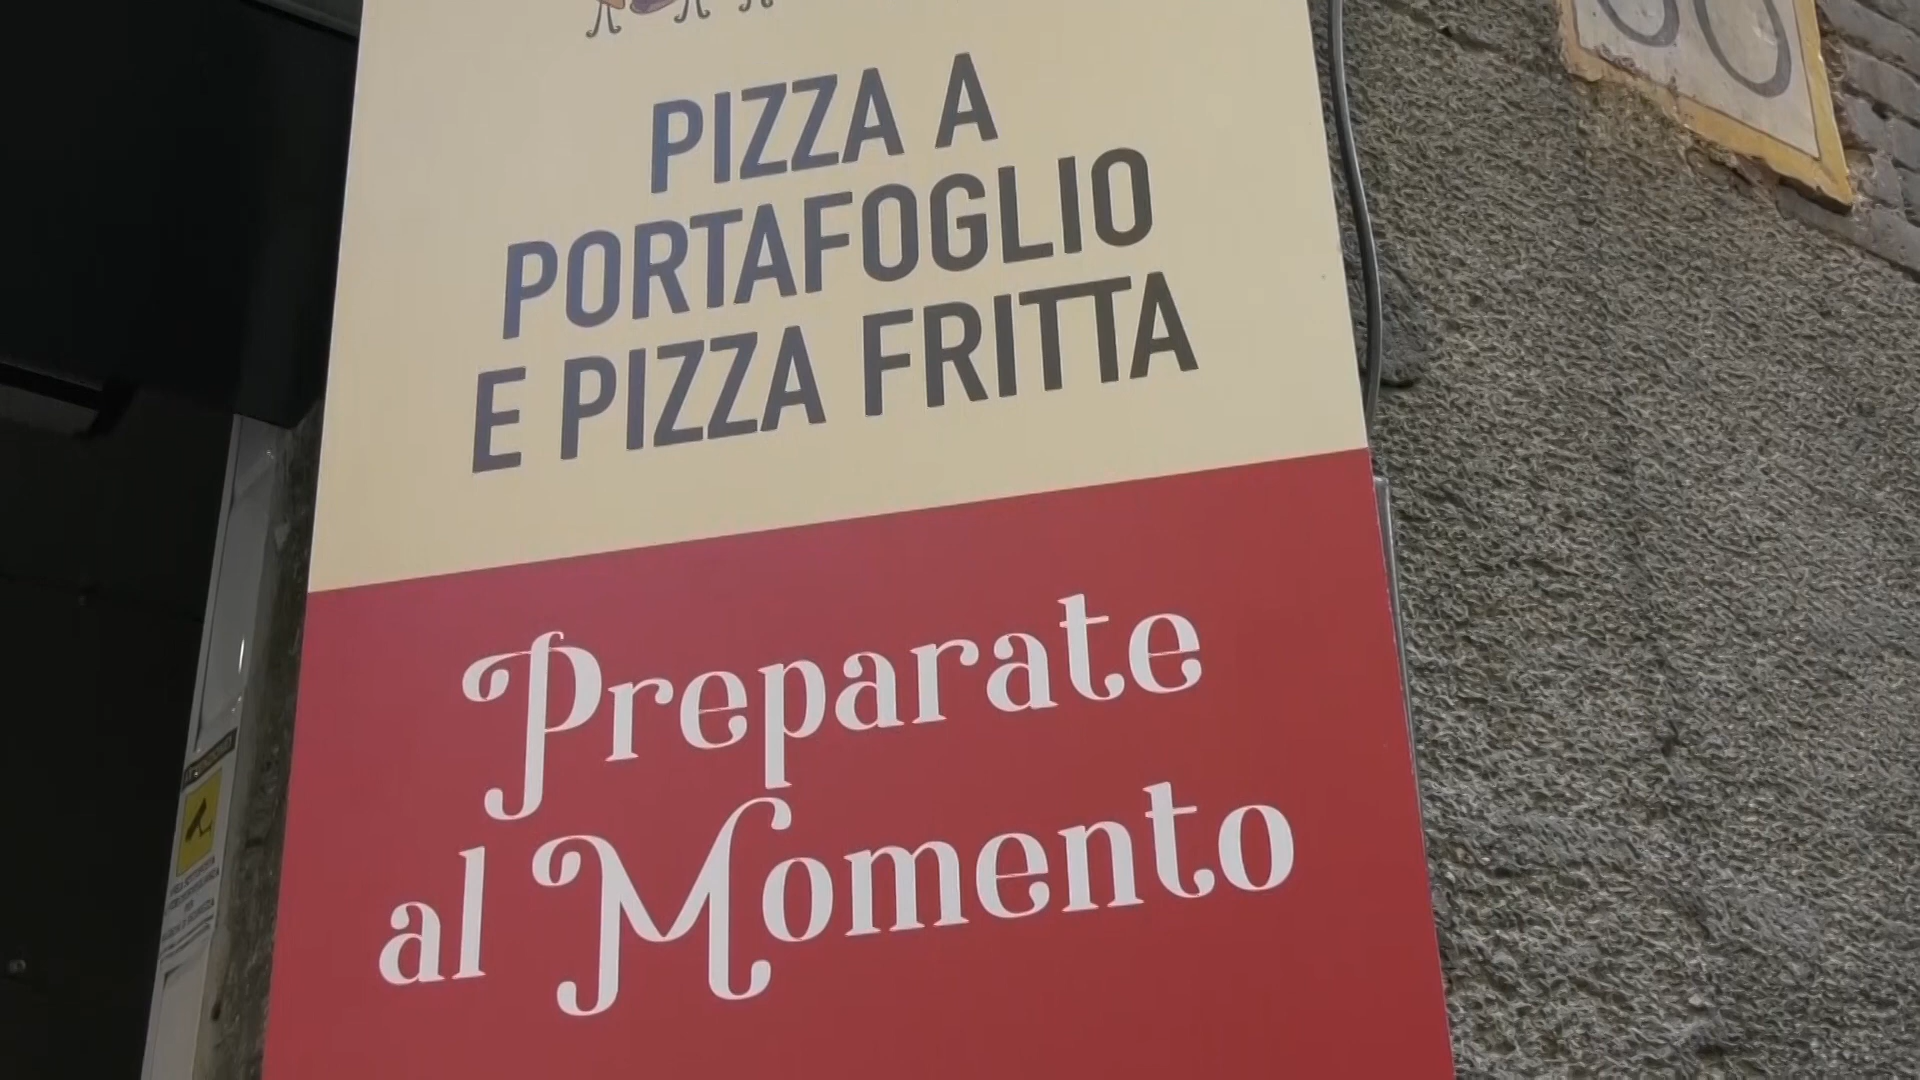 PIZZA A
PORTAFOGLIO
E PIZZA FRITTA
Preparate
al Momento